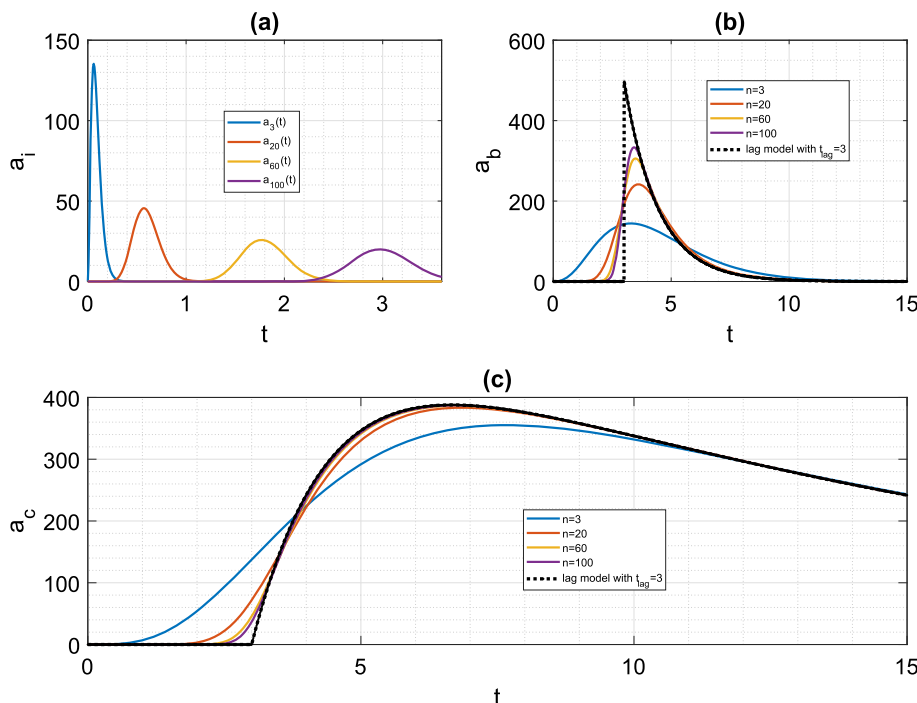 (a)
150
100
50
0
a_i
0 1 2 3
t
a_3(t)
a_20(t)
a_60(t)
a_100(t)
(b)
600
400
200
0
a_b
0 5 10 15
t
n=3
n=20
n=60
n=100
lag model with t_lag=3
(c)
400
300
200
100
0
a_c
0 5 10 15
t
n=3
n=20
n=60
n=100
lag model with t_lag=3